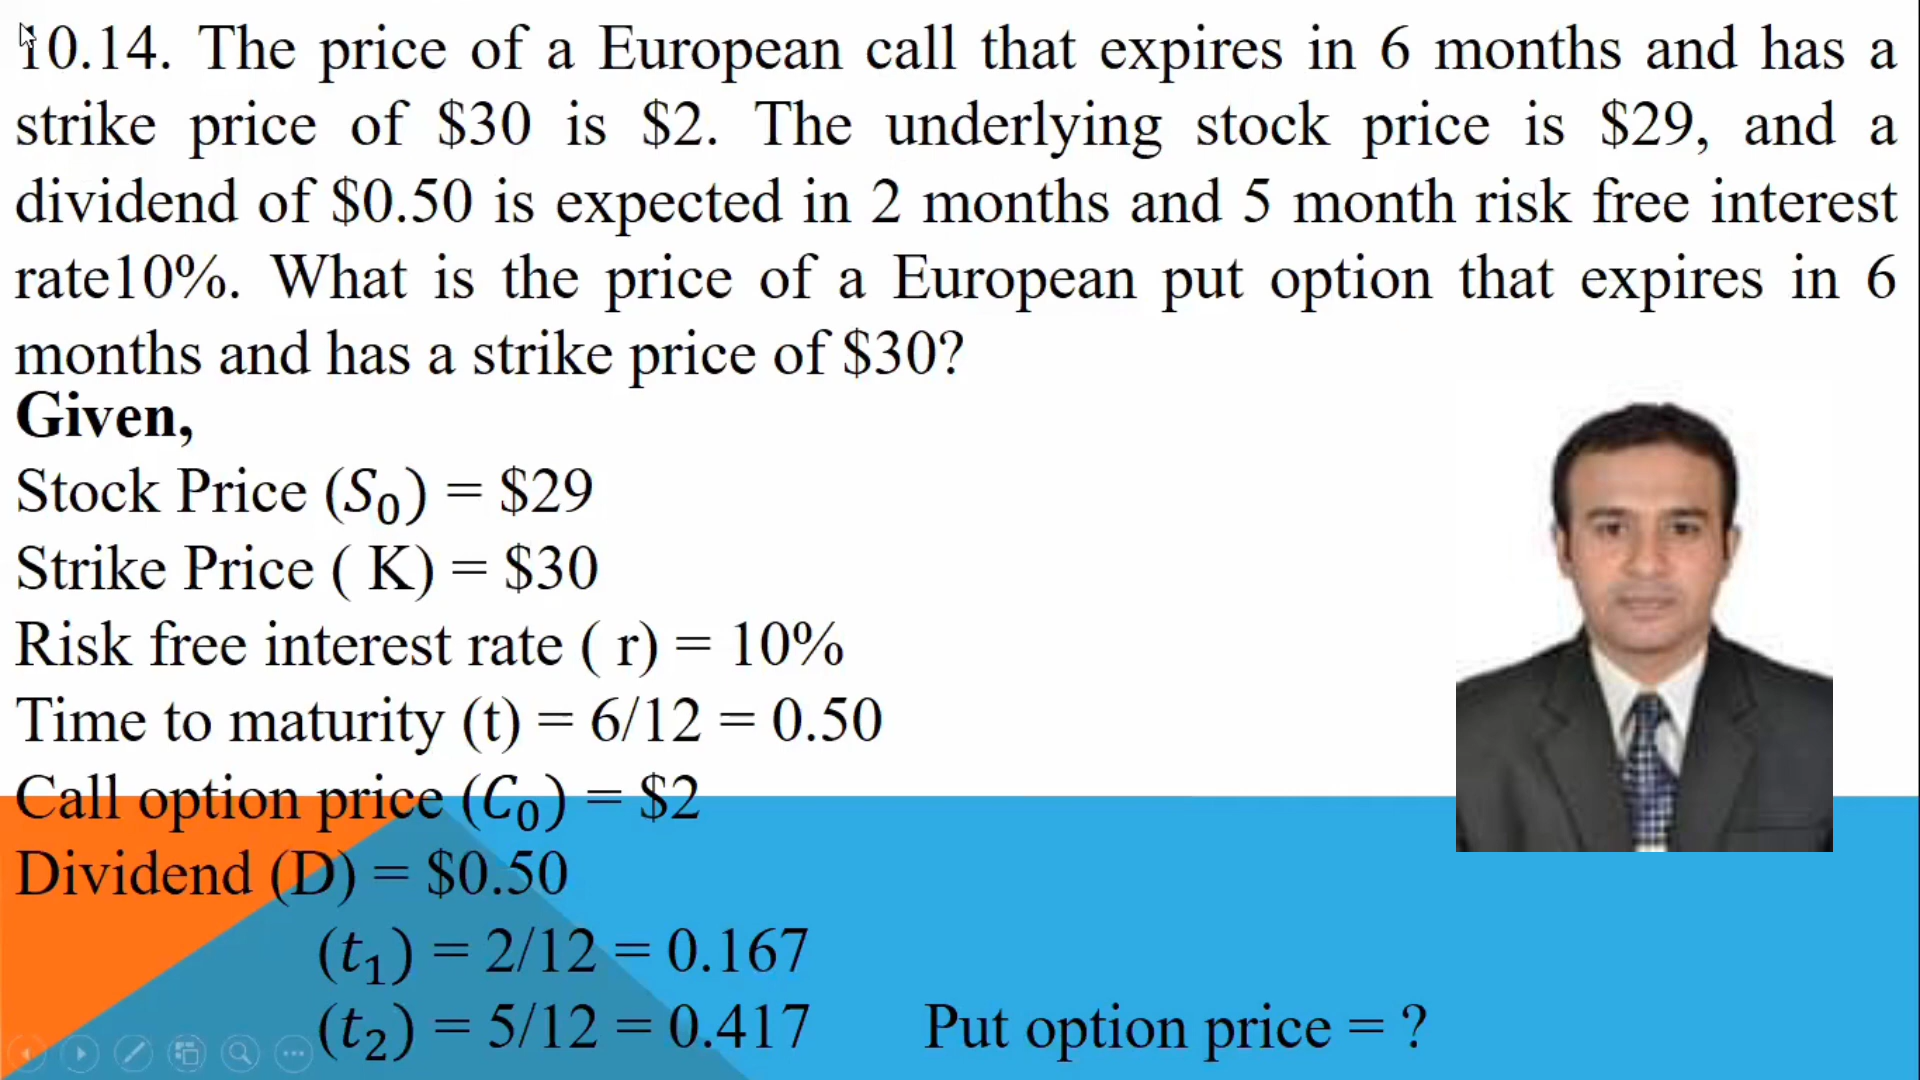 10.14. The price of a European call that expires in 6 months and has a
strike price of $30 is $2. The underlying stock price is $29, and a
dividend of $0.50 is expected in 2 months and 5 month risk free interest
rate10%. What is the price of a European put option that expires in 6
months and has a strike price of $30?
Given,
Stock Price (S₀) = $29
Strike Price ( K) = $30
Risk free interest rate ( r) = 10%
Time to maturity (t) = 6/12 = 0.50
Call option price (C₀) = $2
Dividend (D) = $0.50
(t₁) = 2/12 = 0.167
(t₂) = 5/12 = 0.417 Put option price = ?